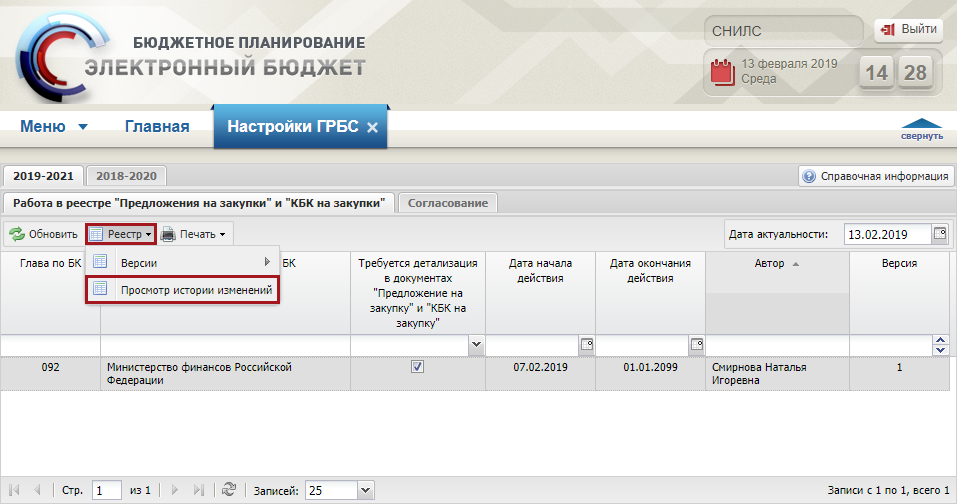 БЮДЖЕТНОЕ ПЛАНИРОВАНИЕ
ЭЛЕКТРОННЫЙ БЮДЖЕТ
СНИЛС
Выйти
13 февраля 2019
Среда
14 28
Меню
Главная
Настройки ГРБС
свернуть
2019-2021
2018-2020
Справочная информация
Работа в реестре "Предложения на закупки" и "КБК на закупки"
Согласование
Обновить
Реестр
Печать
Дата актуальности:
13.02.2019
Версии
Просмотр истории изменений
Глава по БК
БК
Требуется детализация
в документах
"Предложение на
закупку" и "КБК на
закупку"
Дата начала
действия
Дата окончания
действия
Автор
Версия
092
Министерство финансов Российской
Федерации
07.02.2019
01.01.2099
Смирнова Наталья
Игоревна
1
Стр.
1
из 1
Записей:
25
Записи с 1 по 1, всего 1